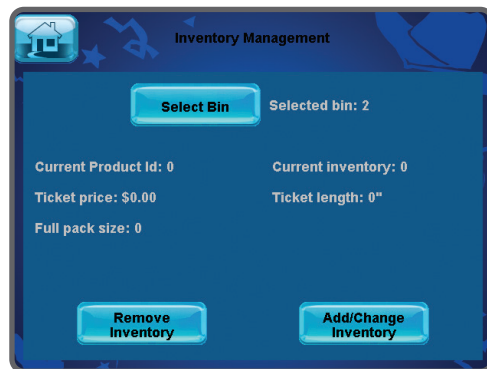 Inventory Management
Select Bin
Selected bin: 2
Current Product Id: 0
Current inventory: 0
Ticket price: $0.00
Ticket length: 0"
Full pack size: 0
Remove
Inventory
Add/Change
Inventory